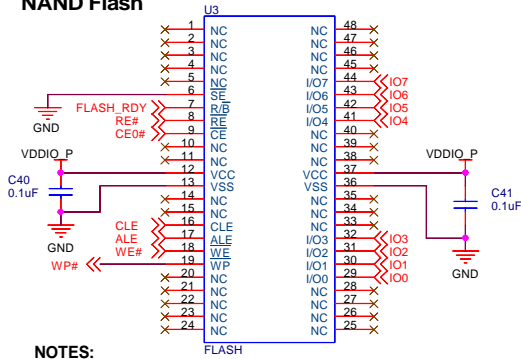 NAND Flash
U3
1 NC NC 48
2 NC NC 47
3 NC NC 46
4 NC NC 45
5 NC I/O7 44 IO7
6 SE I/O6 43 IO6
FLASH_RDY 7 R/B I/O5 42 IO5
RE# 8 RE I/O4 41 IO4
CE0# 9 CE NC 40
10 NC NC 39
11 NC NC 38
12 VCC VCC 37
13 VSS VSS 36
14 NC NC 35
15 NC NC 34
CLE 16 CLE NC 33
ALE 17 ALE I/O3 32 IO3
WE# 18 WE I/O2 31 IO2
WP# 19 WP I/O1 30 IO1
20 NC I/O0 29 IO0
21 NC NC 28
22 NC NC 27
23 NC NC 26
24 NC NC 25
FLASH
GND
VDDIO_P
C40
0.1uF
GND
VDDIO_P
C41
0.1uF
GND
NOTES: